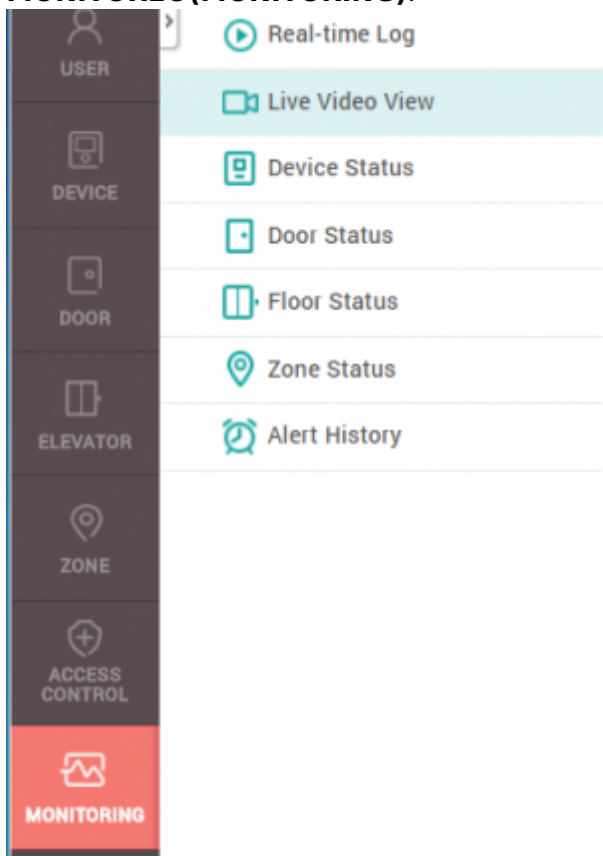 USER
DEVICE
DOOR
ELEVATOR
ZONE
ACCESS
CONTROL
MONITORING
Real-time Log
Live Video View
Device Status
Door Status
Floor Status
Zone Status
Alert History